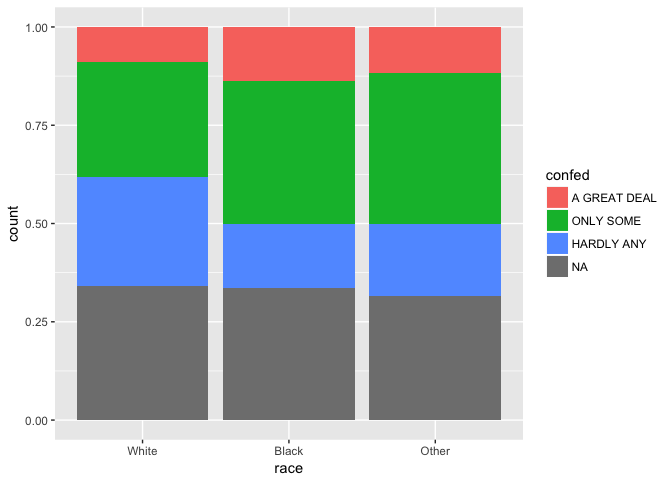 1.00
0.75
0.50
0.25
0.00
count
White Black Other
race
confed
A GREAT DEAL
ONLY SOME
HARDLY ANY
NA